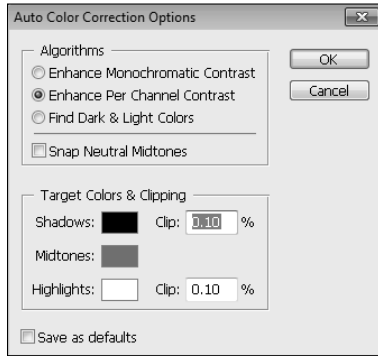 Auto Color Correction Options
Algorithms
Enhance Monochromatic Contrast
Enhance Per Channel Contrast
Find Dark & Light Colors
Snap Neutral Midtones
OK
Cancel
Target Colors & Clipping
Shadows: Clip: 0.10 %
Midtones:
Highlights: Clip: 0.10 %
Save as defaults